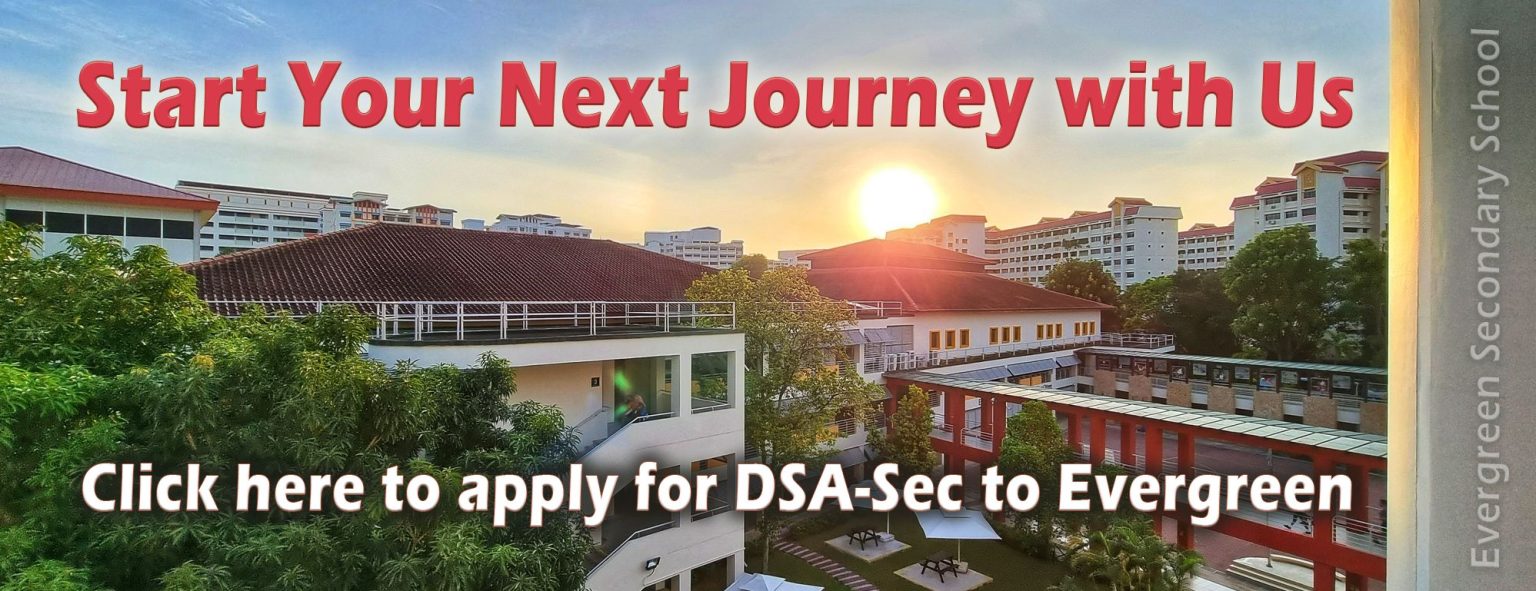 Start Your Next Journey with Us
Click here to apply for DSA-Sec to Evergreen
Evergreen Secondary School